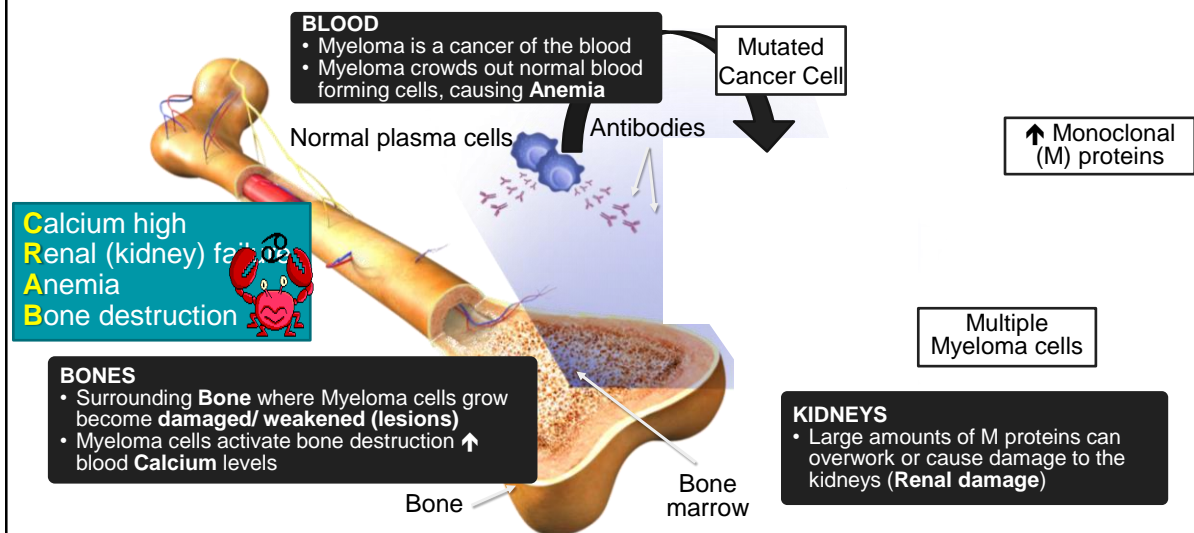 BLOOD
• Myeloma is a cancer of the blood
• Myeloma crowds out normal blood
forming cells, causing Anemia
Mutated
Cancer Cell
Normal plasma cells
Antibodies
↑ Monoclonal
(M) proteins
Calcium high
Renal (kidney) failure
Anemia
Bone destruction
Multiple
Myeloma cells
BONES
• Surrounding Bone where Myeloma cells grow
become damaged/ weakened (lesions)
• Myeloma cells activate bone destruction ↑
blood Calcium levels
KIDNEYS
• Large amounts of M proteins can
overwork or cause damage to the
kidneys (Renal damage)
Bone
Bone
marrow